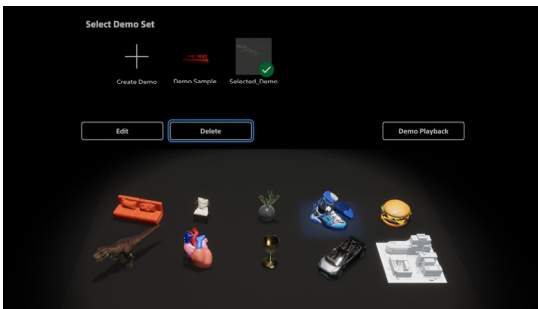 Select Demo Set
Create Demo
Demo Sample
Selected_Demo
Edit
Delete
Demo Playback